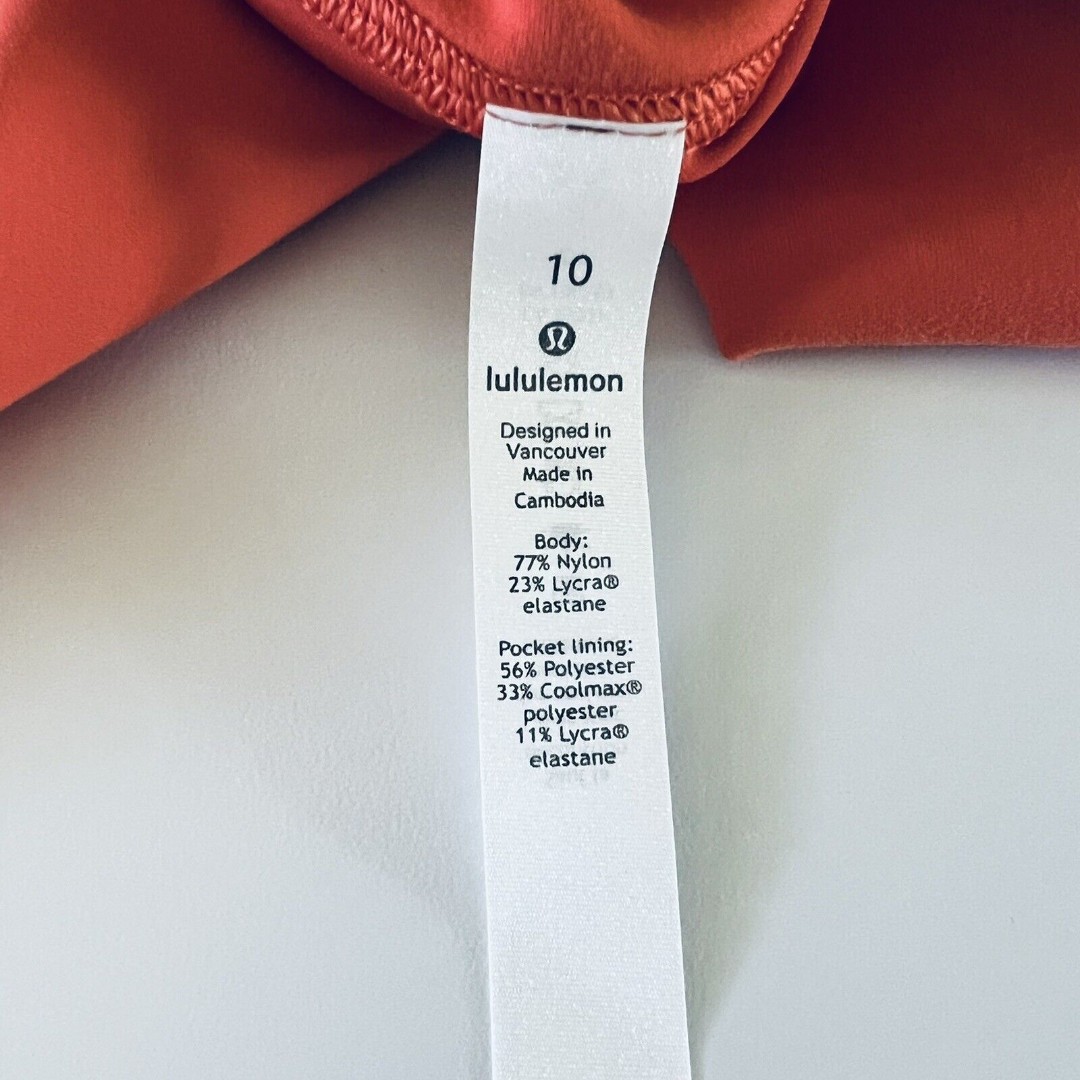 10
lululemon
Designed in
Vancouver
Made in
Cambodia
Body:
77% Nylon
23% Lycra®
elastane
Pocket lining:
56% Polyester
33% Coolmax®
polyester
11% Lycra®
elastane